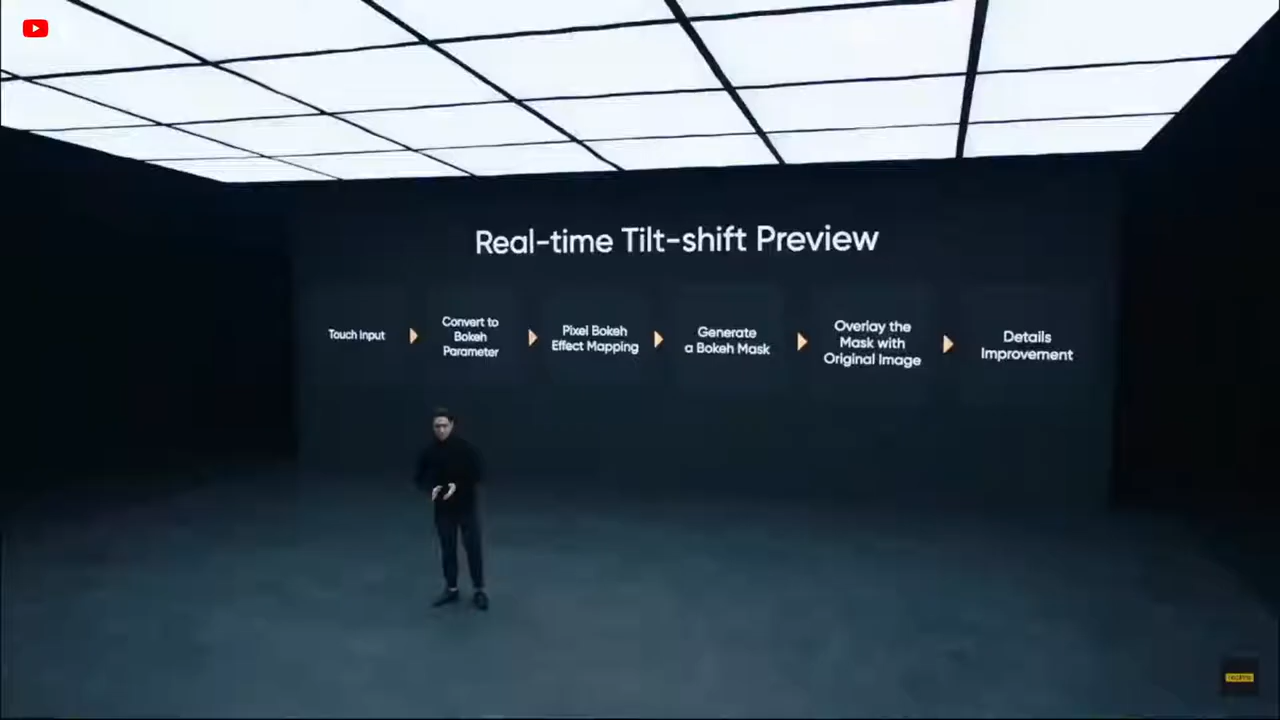 Real-time Tilt-shift Preview
Touch Input
Convert to
Bokeh
Parameter
Pixel Bokeh
Effect Mapping
Generate
a Bokeh Mask
Overlay the
Mask with
Original Image
Details
Improvement
realme